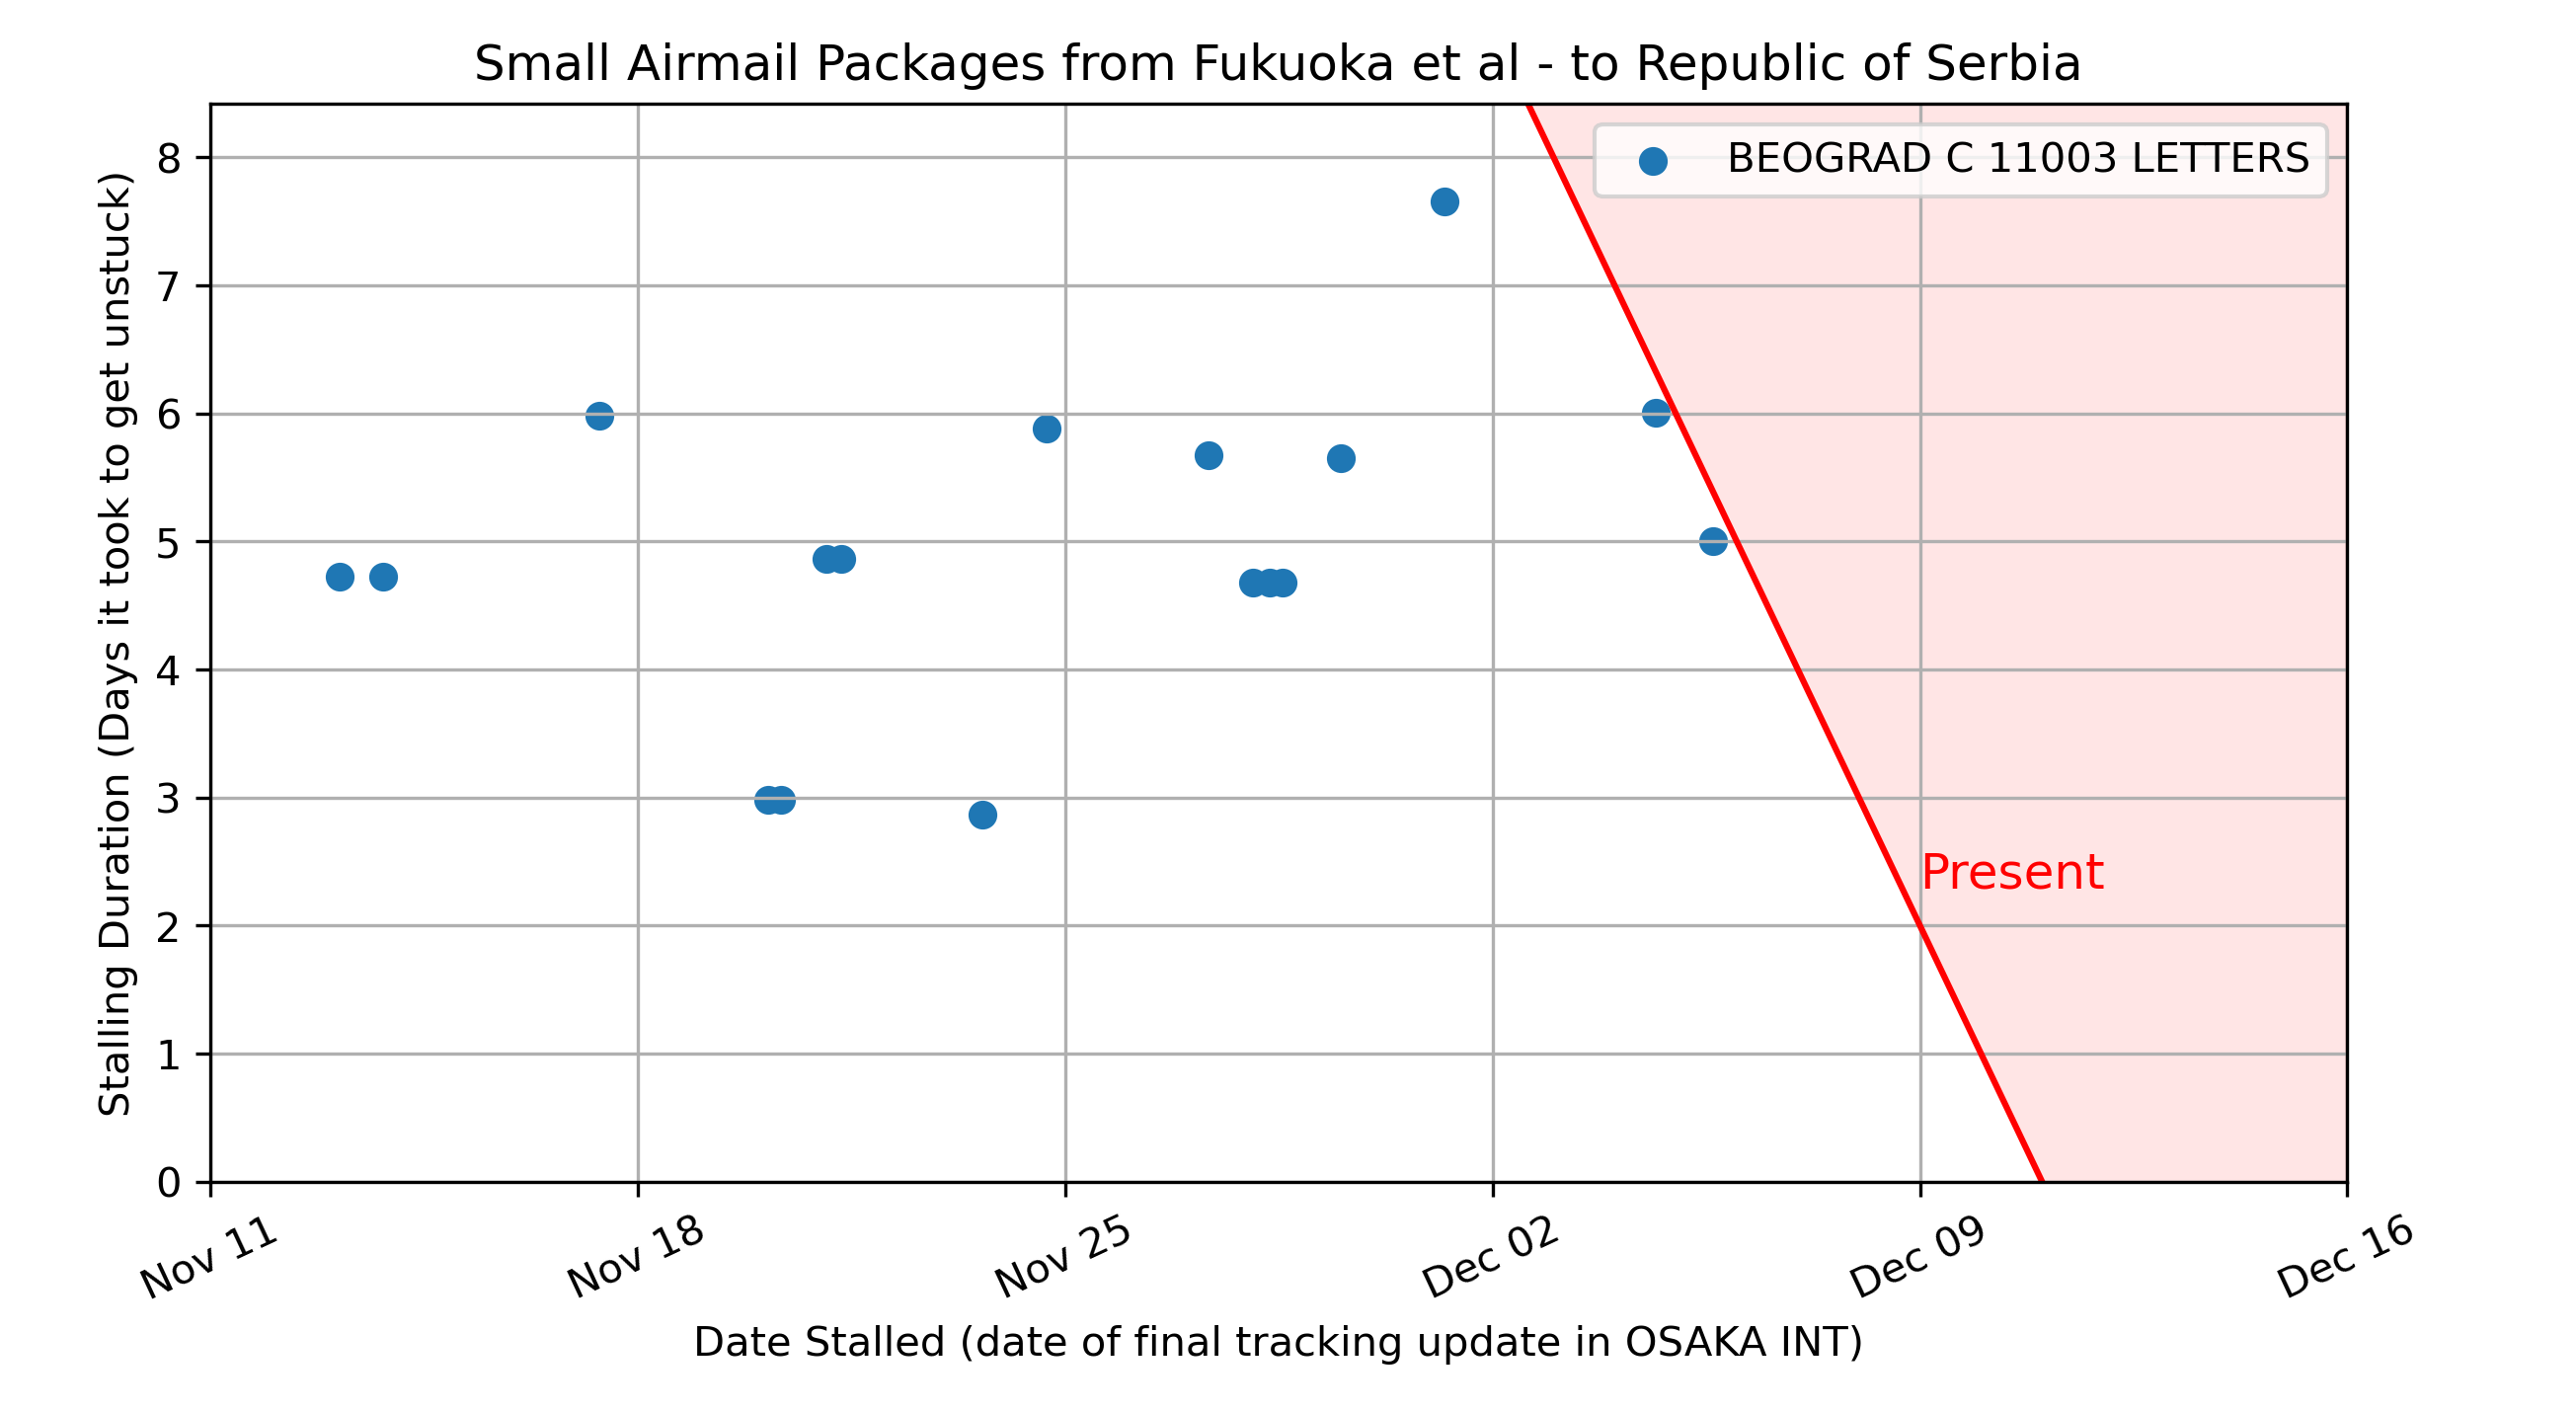 Small Airmail Packages from Fukuoka et al - to Republic of Serbia
BEOGRAD C 11003 LETTERS
Stalling Duration (Days it took to get unstuck)
8
7
6
5
4
3
2
1
0
Present
Nov 11
Nov 18
Nov 25
Dec 02
Dec 09
Dec 16
Date Stalled (date of final tracking update in OSAKA INT)